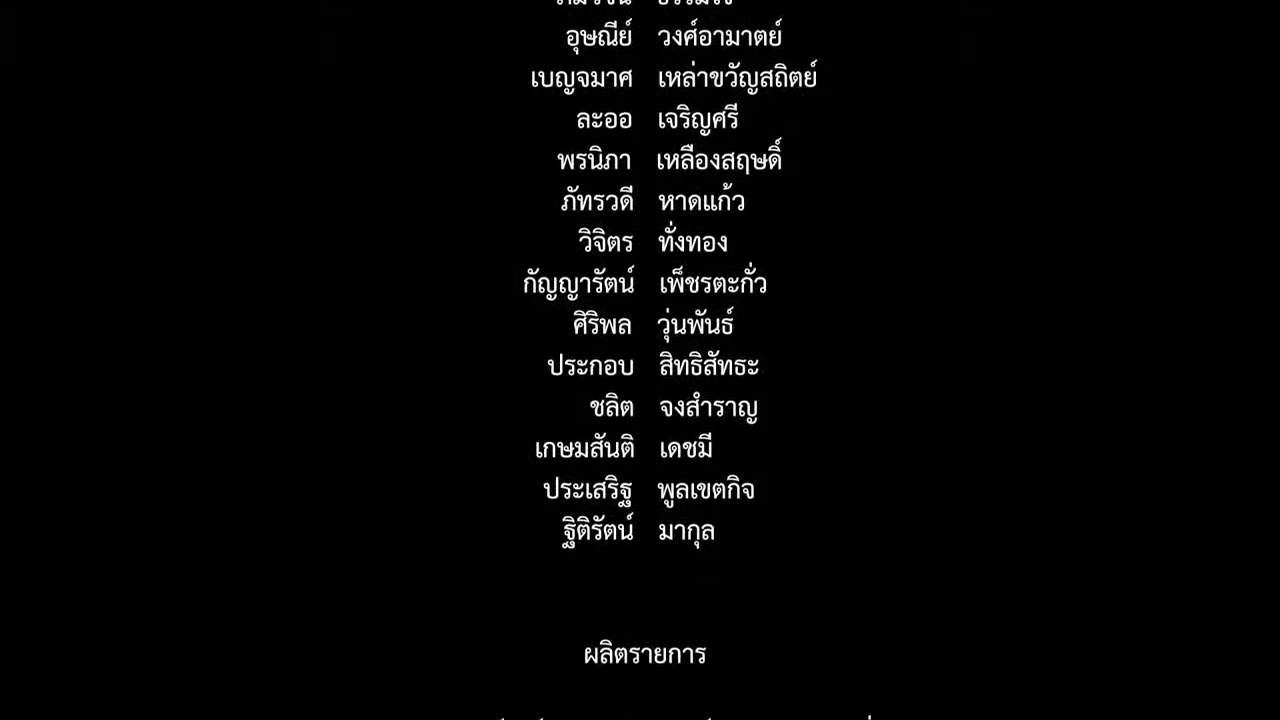 อุษณีย์ วงศ์อามาตย์
เบญจมาศ เหล่าขวัญสถิตย์
ละออ เจริญศรี
พรนิภา เหลืองสฤษดิ์
ภัทรวดี หาดแก้ว
วิจิตร ทั่งทอง
กัญญารัตน์ เพ็ชรตะกั่ว
ศิริพล วุ่นพันธ์
ประกอบ สิทธิสัทธะ
ชลิต จงสำราญ
เกษมสันติ เดชมี
ประเสริฐ พูลเขตกิจ
ฐิติรัตน์ มากุล
ผลิตรายการ